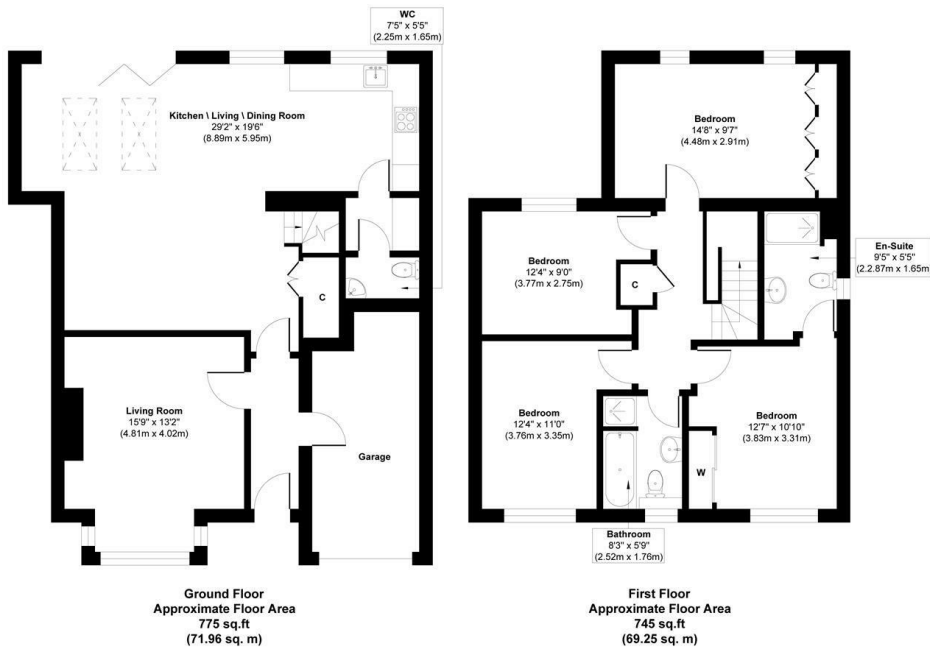 WC
7'5" x 5'5"
(2.25m x 1.65m)
Kitchen \ Living \ Dining Room
29'2" x 19'6"
(8.89m x 5.95m)
C
Living Room
15'9" x 13'2"
(4.81m x 4.02m)
Garage
Ground Floor
Approximate Floor Area
775 sq.ft
(71.96 sq. m)
Bedroom
14'8" x 9'7"
(4.48m x 2.91m)
En-Suite
9'5" x 5'5"
(2.2.87m x 1.65m)
Bedroom
12'4" x 9'0"
(3.77m x 2.75m)
C
Bedroom
12'4" x 11'0"
(3.76m x 3.35m)
Bedroom
12'7" x 10'10"
(3.83m x 3.31m)
W
Bathroom
8'3" x 5'9"
(2.52m x 1.76m)
First Floor
Approximate Floor Area
745 sq.ft
(69.25 sq. m)